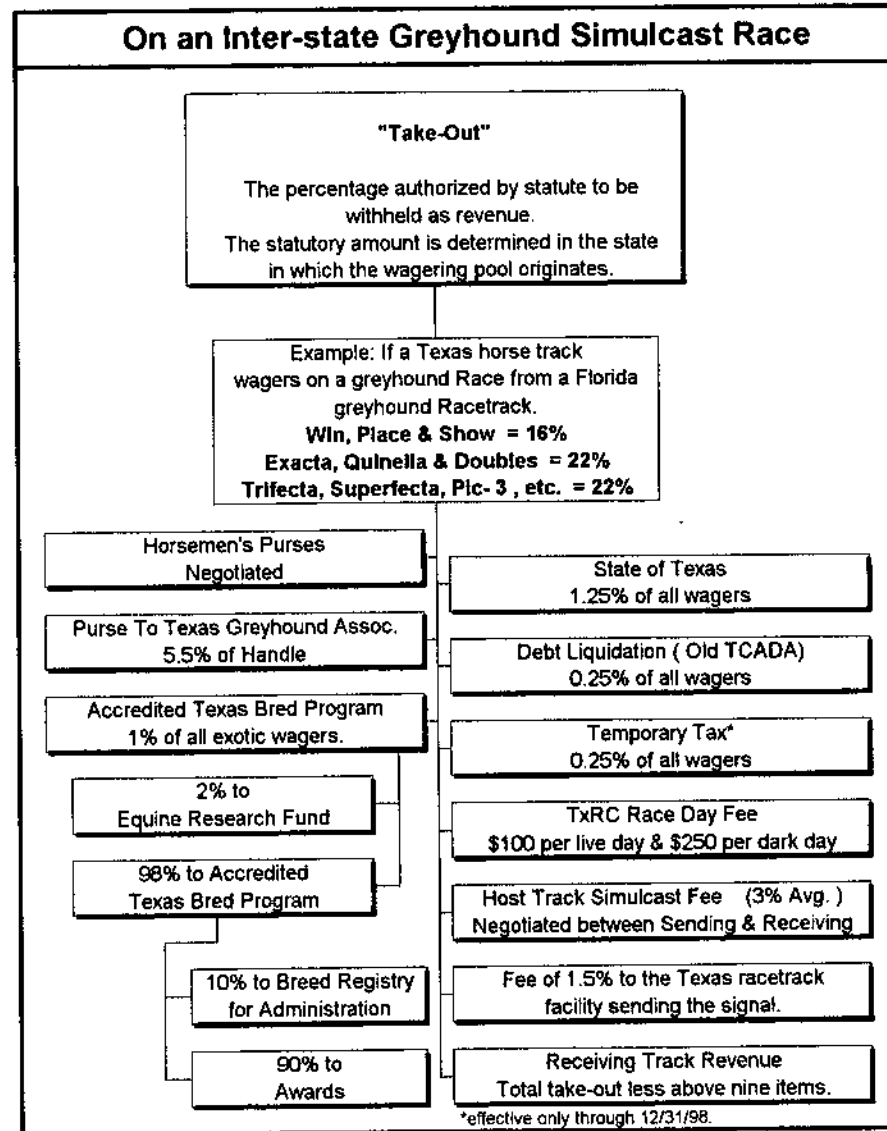 On an Inter-state Greyhound Simulcast Race
"Take-Out"
The percentage authorized by statute to be
withheld as revenue.
The statutory amount is determined in the state
in which the wagering pool originates.
Example: If a Texas horse track
wagers on a greyhound Race from a Florida
greyhound Racetrack.
Win, Place & Show = 16%
Exacta, Quinella & Doubles = 22%
Trifecta, Superfecta, Pic- 3 , etc. = 22%
Horsemen's Purses
Negotiated
Purse To Texas Greyhound Assoc.
5.5% of Handle
Accredited Texas Bred Program
1% of all exotic wagers.
2% to
Equine Research Fund
98% to Accredited
Texas Bred Program
10% to Breed Registry
for Administration
90% to
Awards
State of Texas
1.25% of all wagers
Debt Liquidation ( Old TCADA)
0.25% of all wagers
Temporary Tax*
0.25% of all wagers
TxRC Race Day Fee
$100 per live day & $250 per dark day
Host Track Simulcast Fee (3% Avg. )
Negotiated between Sending & Receiving
Fee of 1.5% to the Texas racetrack
facility sending the signal.
Receiving Track Revenue
Total take-out less above nine items.
*effective only through 12/31/98.